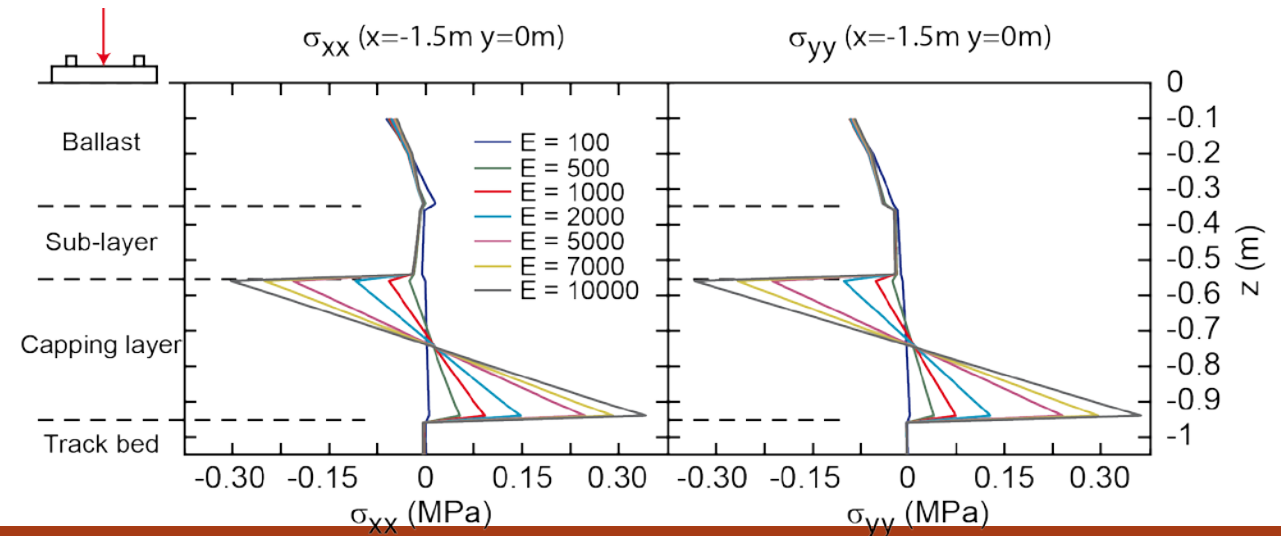 σxx (x=-1.5m y=0m)
σyy (x=-1.5m y=0m)
Ballast
Sub-layer
Capping layer
Track bed
E = 100
E = 500
E = 1000
E = 2000
E = 5000
E = 7000
E = 10000
0
-0.1
-0.2
-0.3
-0.4
-0.5
-0.6
-0.7
-0.8
-0.9
-1
z (m)
-0.30 -0.15 0 0.15 0.30
-0.30 -0.15 0 0.15 0.30
σxx (MPa)
σyy (MPa)